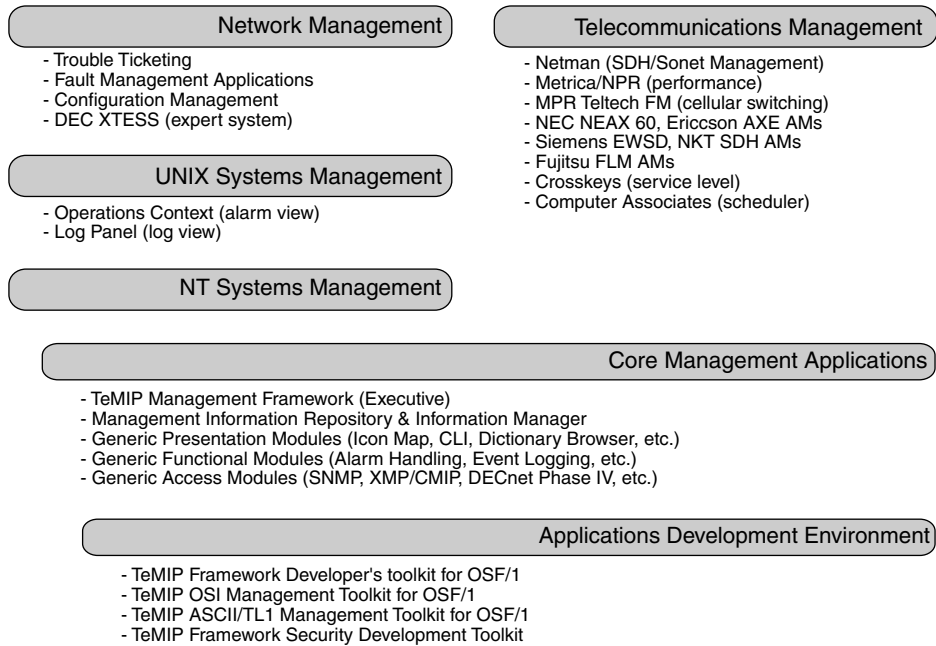 Network Management
- Trouble Ticketing
- Fault Management Applications
- Configuration Management
- DEC XTESS (expert system)
UNIX Systems Management
- Operations Context (alarm view)
- Log Panel (log view)
NT Systems Management
Telecommunications Management
- Netman (SDH/Sonet Management)
- Metrica/NPR (performance)
- MPR Teltech FM (cellular switching)
- NEC NEAX 60, Ericcson AXE AMs
- Siemens EWSD, NKT SDH AMs
- Fujitsu FLM AMs
- Crosskeys (service level)
- Computer Associates (scheduler)
Core Management Applications
- TeMIP Management Framework (Executive)
- Management Information Repository & Information Manager
- Generic Presentation Modules (Icon Map, CLI, Dictionary Browser, etc.)
- Generic Functional Modules (Alarm Handling, Event Logging, etc.)
- Generic Access Modules (SNMP, XMP/CMIP, DECnet Phase IV, etc.)
Applications Development Environment
- TeMIP Framework Developer's toolkit for OSF/1
- TeMIP OSI Management Toolkit for OSF/1
- TeMIP ASCII/TL1 Management Toolkit for OSF/1
- TeMIP Framework Security Development Toolkit